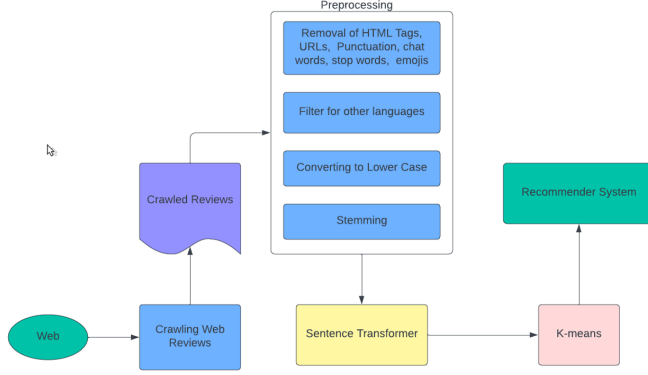 Preprocessing
Removal of HTML Tags,
URLs, Punctuation, chat
words, stop words, emojis
Filter for other languages
Converting to Lower Case
Stemming
Crawled Reviews
Recommender System
Web
Crawling Web
Reviews
Sentence Transformer
K-means